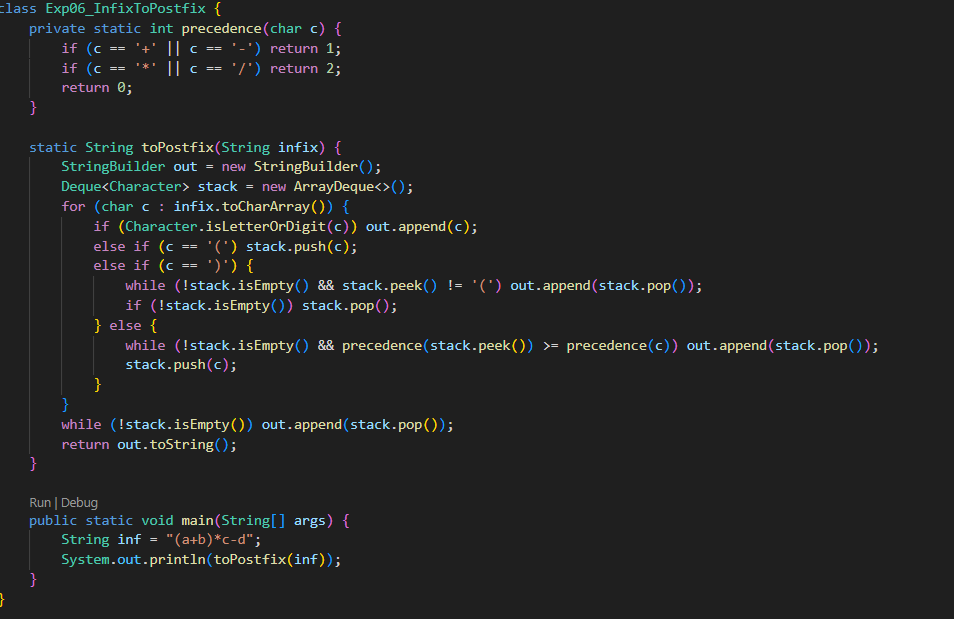 class Exp06_InfixToPostfix {
    private static int precedence(char c) {
        if (c == '+' || c == '-') return 1;
        if (c == '*' || c == '/') return 2;
        return 0;
    }

    static String toPostfix(String infix) {
        StringBuilder out = new StringBuilder();
        Deque<Character> stack = new ArrayDeque<>();
        for (char c : infix.toCharArray()) {
            if (Character.isLetterOrDigit(c)) out.append(c);
            else if (c == '(') stack.push(c);
            else if (c == ')') {
                while (!stack.isEmpty() && stack.peek() != '(') out.append(stack.pop());
                if (!stack.isEmpty()) stack.pop();
            } else {
                while (!stack.isEmpty() && precedence(stack.peek()) >= precedence(c)) out.append(stack.pop());
                stack.push(c);
            }
        }
        while (!stack.isEmpty()) out.append(stack.pop());
        return out.toString();
    }

    Run | Debug
    public static void main(String[] args) {
        String inf = "(a+b)*c-d";
        System.out.println(toPostfix(inf));
    }
}